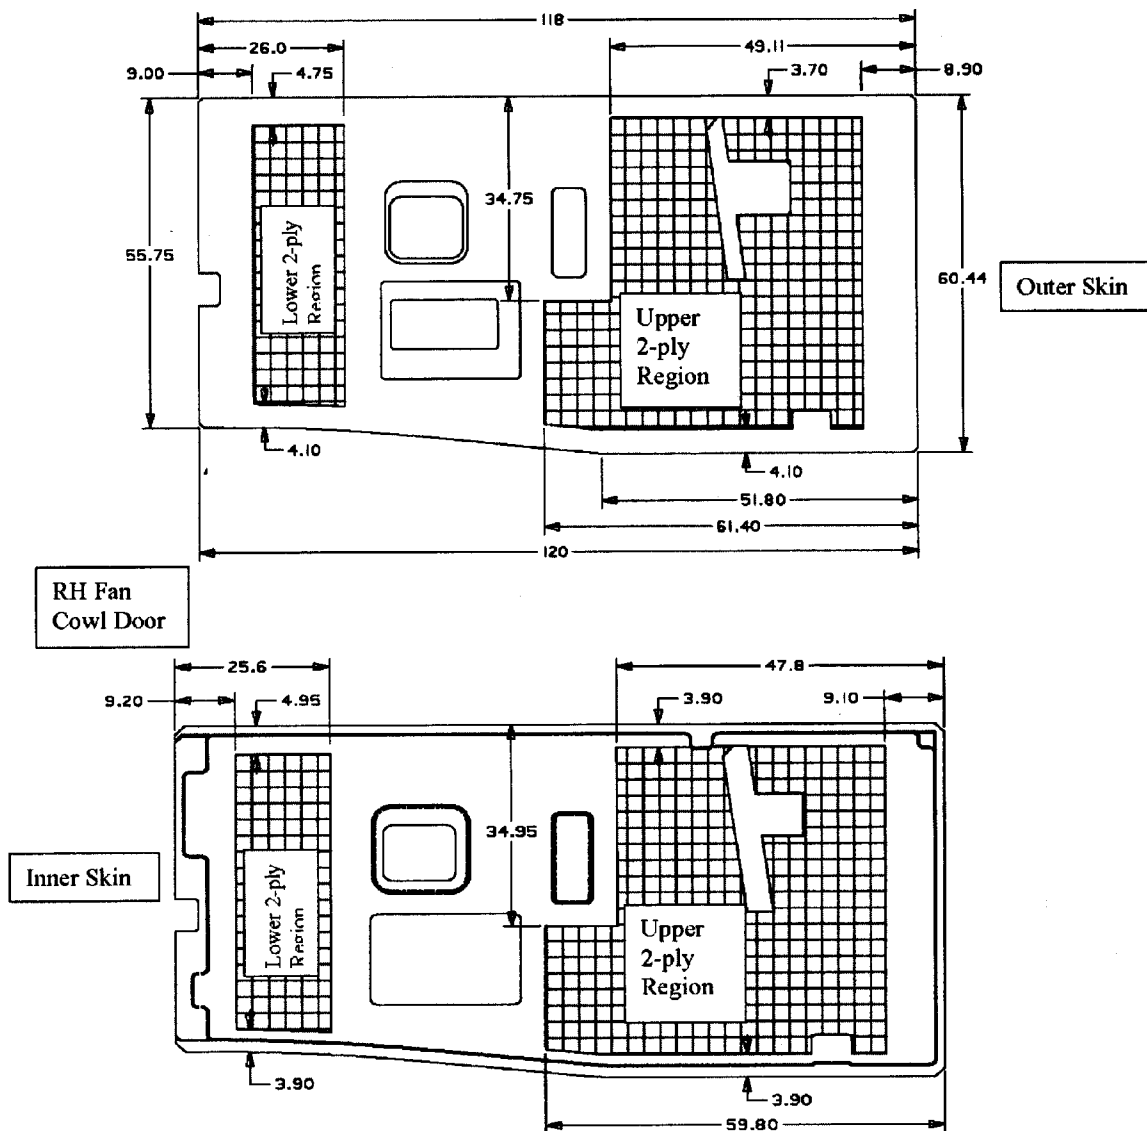 118
26.0
49.11
9.00
4.75
3.70
8.90
34.75
55.75
Lower 2-ply
Region
60.44
Outer Skin
Upper
2-ply
Region
4.10
4.10
51.80
61.40
120
RH Fan
Cowl Door
25.6
47.8
9.20
4.95
3.90
9.10
34.95
Inner Skin
Lower 2-ply
Region
Upper
2-ply
Region
3.90
3.90
59.80